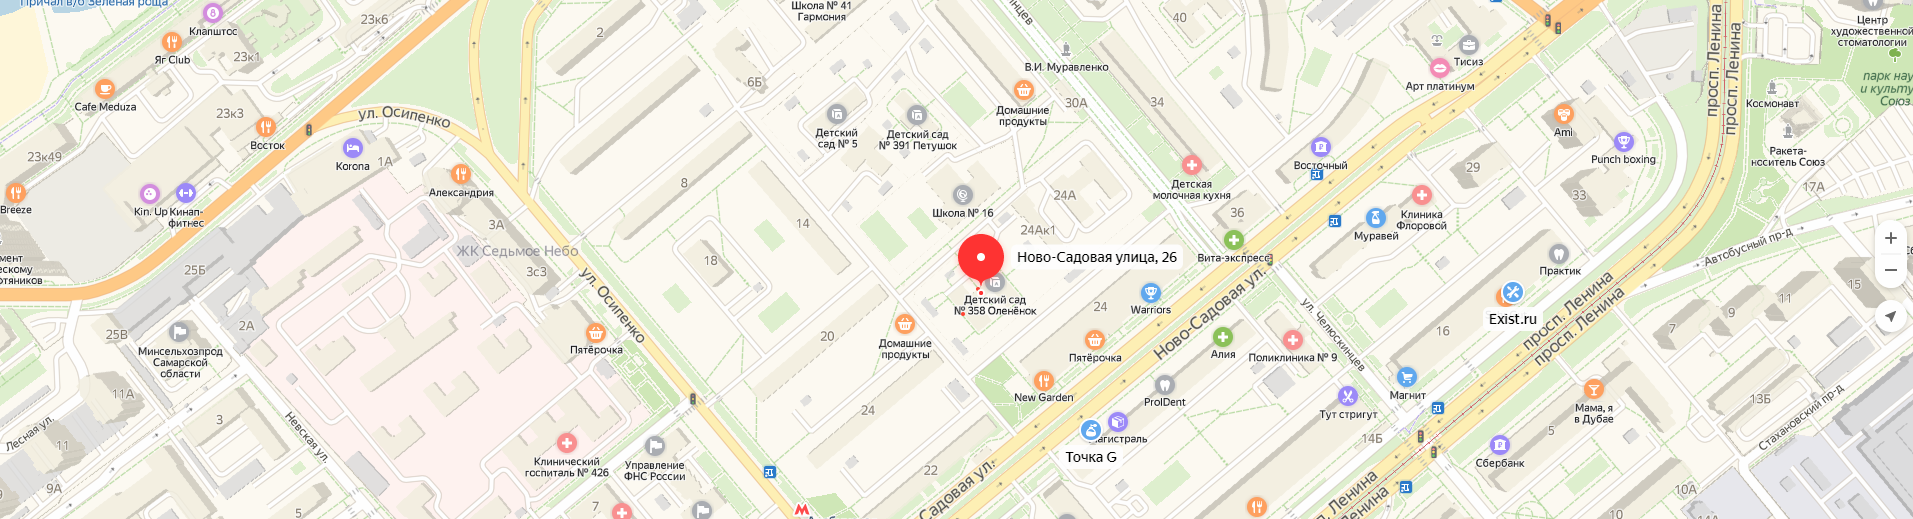 Причал в/б Зелёная роща
Клапштос
Яг Club
23к6
23к1
Cafe Meduza
23к3
Восток
23к49
Breeze
Kin. Up Кинап-
фитнес
Korona
1А
ул. Осипенко
Александрия
3А
ЖК Седьмое Небо
3с3
25Б
25В
2А
Минсельхозпрод
Самарской
области
11А
Лесная ул.
11
3
5
Невская ул.
ул. Осипенко
Пятёрочка
Клинический
госпиталь № 426
Управление
ФНС России
7
2
6Б
8
14
18
20
24
22
Школа № 41
Гармония
Детский
сад № 5
Детский сад
№ 391 Петушок
Школа № 16
В.И. Муравленко
Домашние
продукты
30А
34
40
24А
24Ак1
Детская
молочная кухня
36
Ново-Садовая улица, 26
Детский сад
№ 358 Оленёнок
Домашние
продукты
24
Warriors
Пятёрочка
New Garden
Вита-экспресс
Ново-Садовая ул.
Садовая ул.
Алия
ProlDent
Магистраль
Точка G
Поликлиника № 9
ул. Челюскинцев
Тут стригут
Магнит
14Б
Сбербанк
Восточный
Арт платинум
Тисиз
Муравей
Клиника
Флоровой
29
33
Ami
Punch boxing
Практик
Exist.ru
16
просп. Ленина
просп. Ленина
просп. Ленина
просп. Ленина
Мама, я
в Дубае
5
13Б
10А
Стахановский пр-д
Автобусный пр-д
17А
Космонавт
Ракета-
носитель Союз
Центр
художественной
стоматологии
парк нау
и культу
Союз